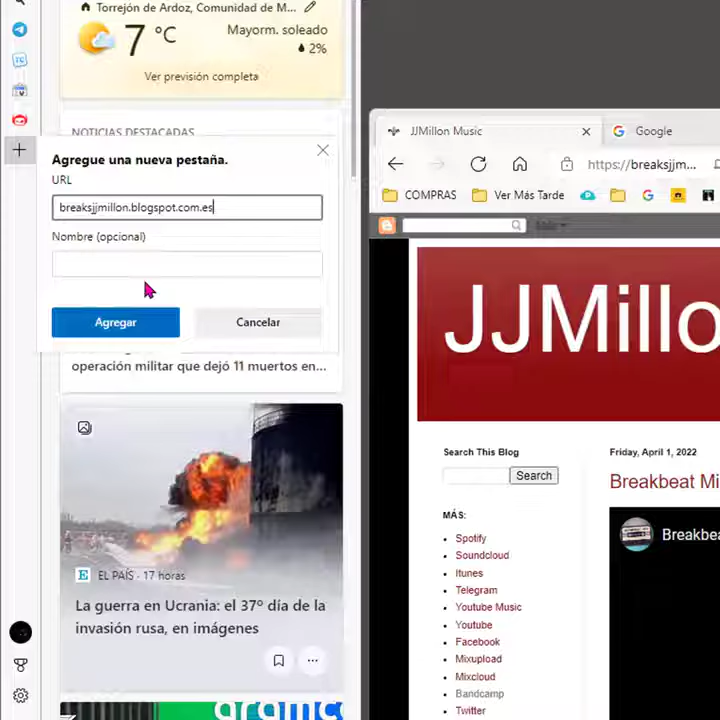 Torrejón de Ardoz, Comunidad de M...
7 °C
Mayorm. soleado
2%
Ver previsión completa
NOTICIAS DESTACADAS
Agregue una nueva pestaña.
URL
breaksjjmillon.blogspot.com.es
Nombre (opcional)
Agregar
Cancelar
operación militar que dejó 11 muertos en...
EL PAÍS · 17 horas
La guerra en Ucrania: el 37º día de la
invasión rusa, en imágenes
aramc
JJMillon Music
Google
https://breaksjjm...
COMPRAS
Ver Más Tarde
JJMillo
Search This Blog
Search
MÁS:
Spotify
Soundcloud
Itunes
Telegram
Youtube Music
Youtube
Facebook
Mixupload
Mixcloud
Bandcamp
Twitter
Friday, April 1, 2022
Breakbeat Mi
Breakbea